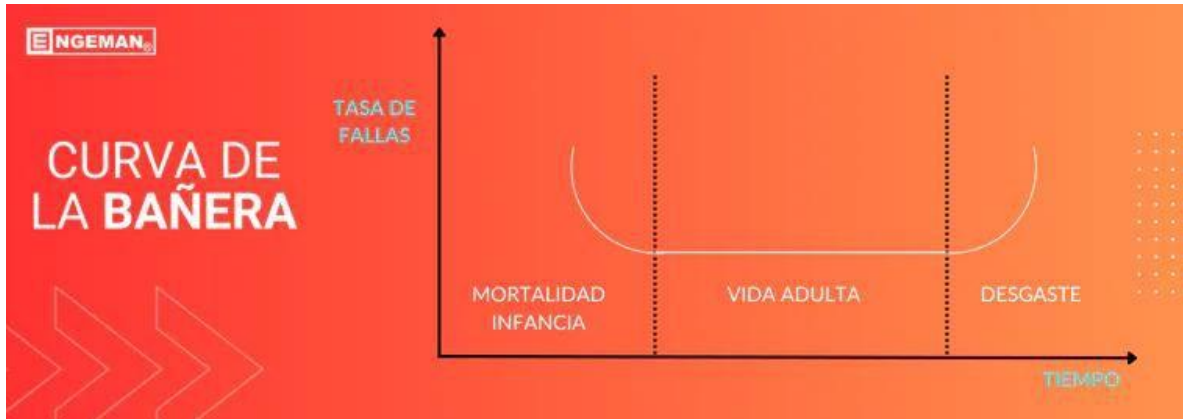 ENGEMAN®
CURVA DE
LA BAÑERA
TASA DE
FALLAS
MORTALIDAD
INFANCIA
VIDA ADULTA
DESGASTE
TIEMPO